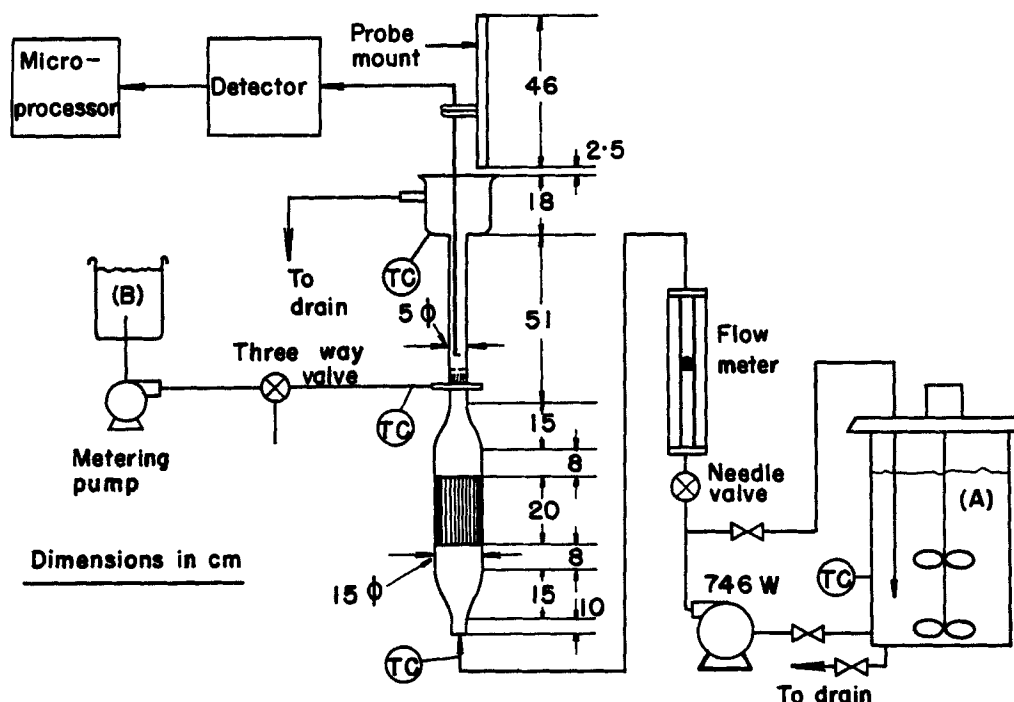 Micro-
processor
Detector
Probe
mount
46
2·5
18
TC
To
drain
51
5 ϕ
(B)
Three way
valve
TC
Metering
pump
15
8
20
8
15
10
15 ϕ
TC
Dimensions in cm
Flow
meter
Needle
valve
746 W
(A)
TC
To drain